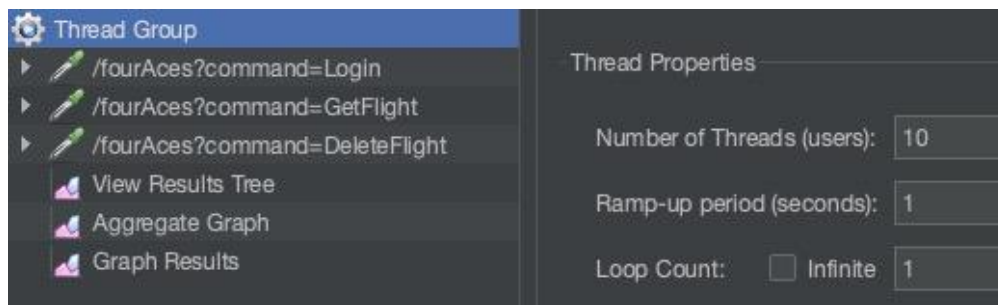 Thread Group
/fourAces?command=Login
/fourAces?command=GetFlight
/fourAces?command=DeleteFlight
View Results Tree
Aggregate Graph
Graph Results
Thread Properties
Number of Threads (users): 10
Ramp-up period (seconds): 1
Loop Count: Infinite 1